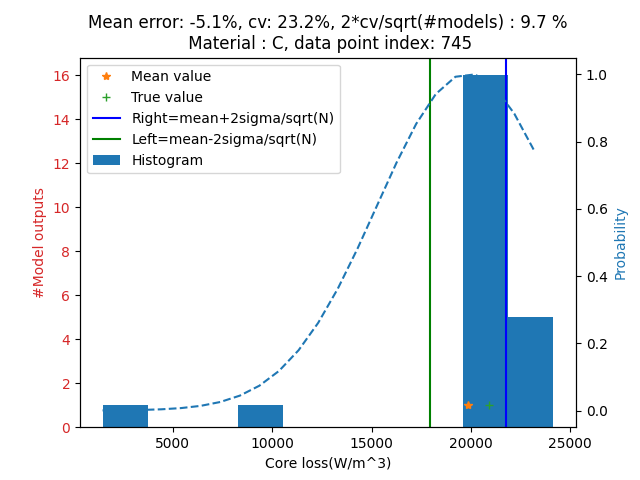 Mean error: -5.1%, cv: 23.2%, 2*cv/sqrt(#models) : 9.7 %
Material : C, data point index: 745
Mean value
True value
Right=mean+2sigma/sqrt(N)
Left=mean-2sigma/sqrt(N)
Histogram
#Model outputs
16
14
12
10
8
6
4
2
0
1.0
0.8
0.6
0.4
0.2
0.0
Probability
5000 10000 15000 20000 25000
Core loss(W/m^3)